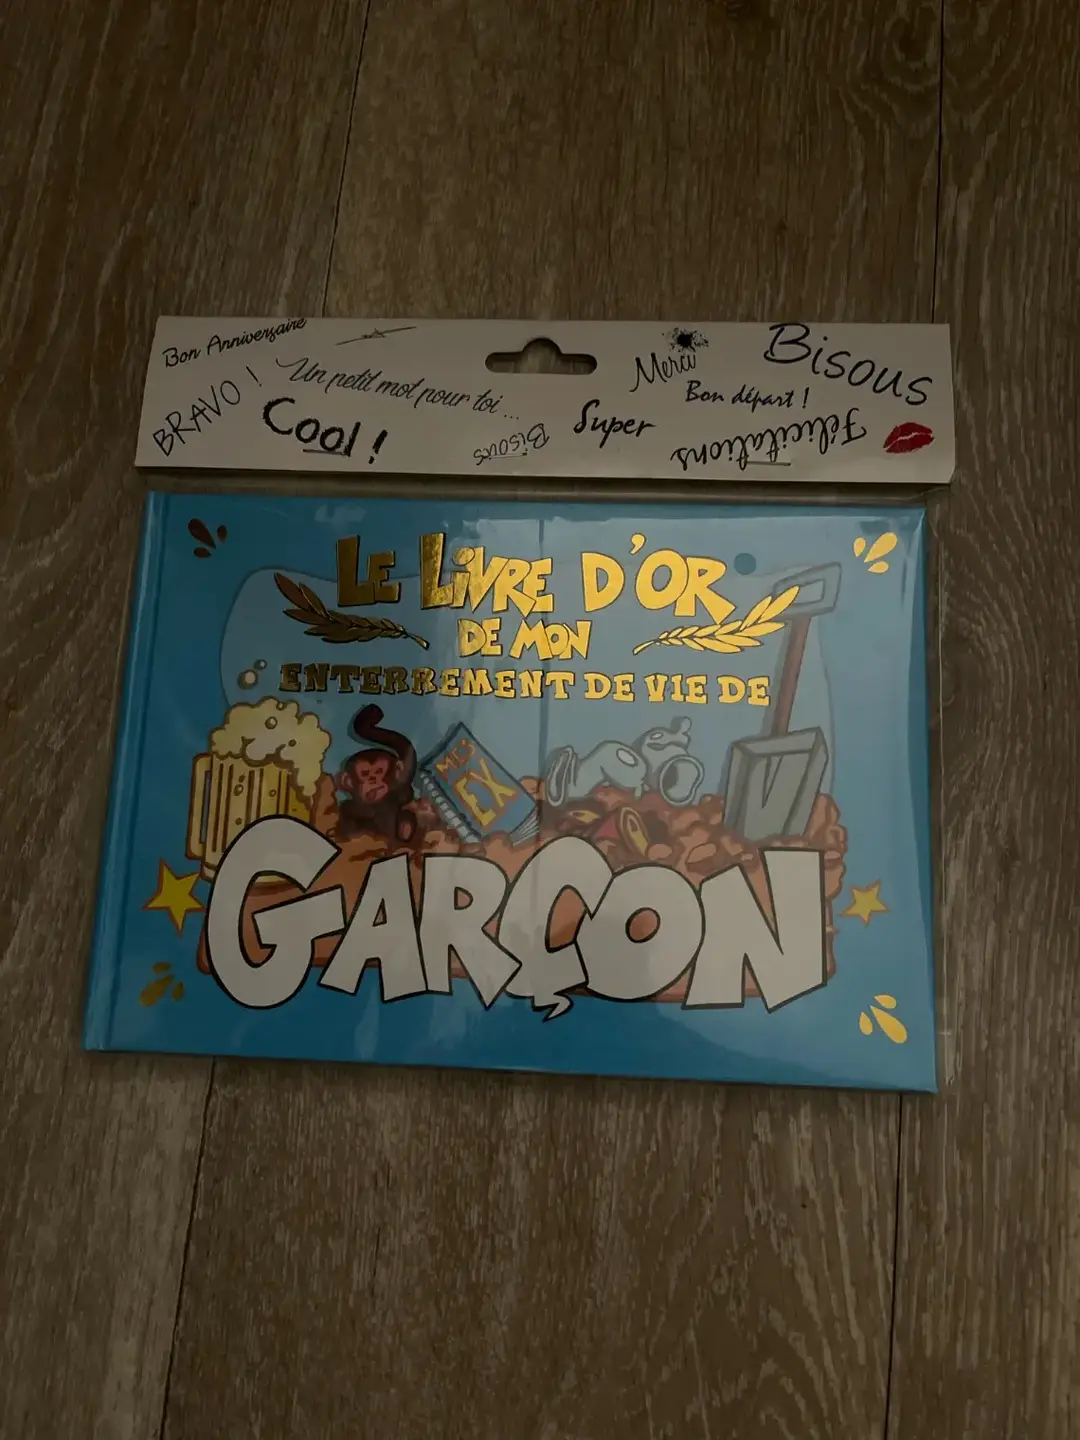 Bon Anniversaire
BRAVO !
Un petit mot pour toi...
Cool !
Bisous
Super
Merci
Bon départ !
Bisous
Félicitations
LE LIVRE D'OR
DE MON
ENTERREMENT DE VIE DE
MES
EX
GARÇON